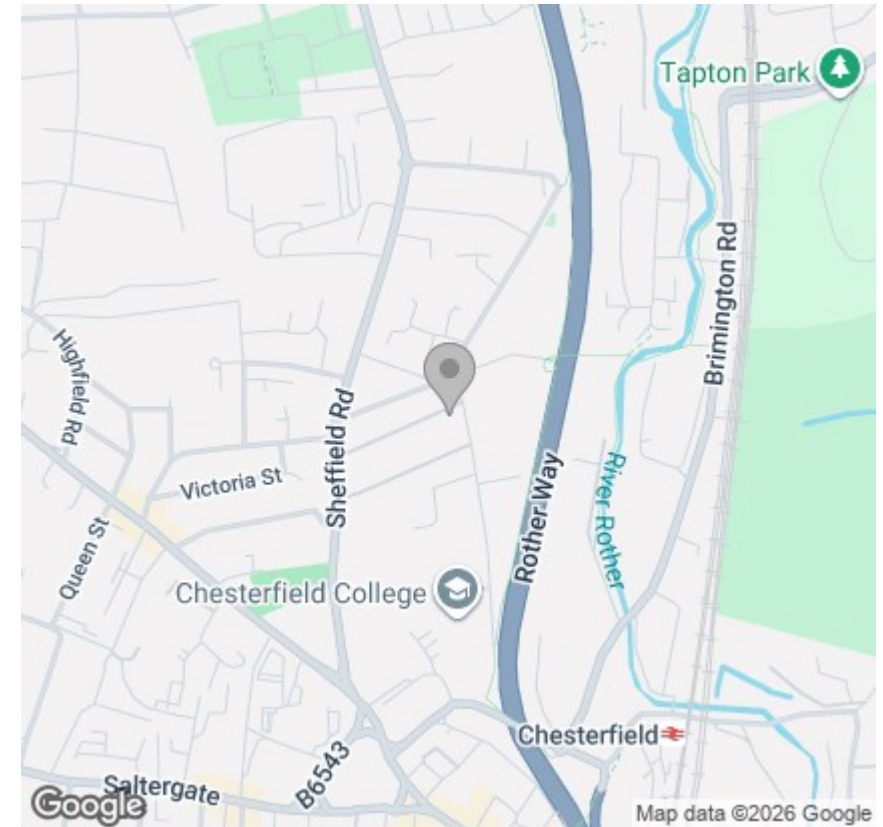 Tapton Park
Brimington Rd
Highfield Rd
Sheffield Rd
Victoria St
Queen St
Rother Way
River Rother
Chesterfield College
Chesterfield
B6543
Saltergate
Google
Map data ©2026 Google